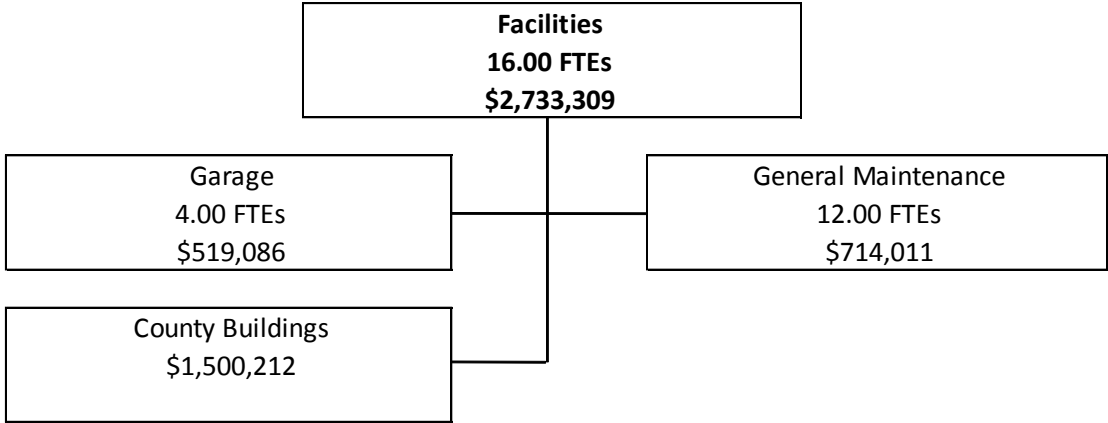 Facilities
16.00 FTEs
$2,733,309
Garage
4.00 FTEs
$519,086
General Maintenance
12.00 FTEs
$714,011
County Buildings
$1,500,212